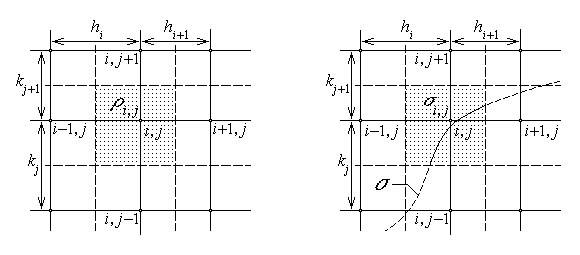 h_i h_{i+1}
i, j+1
k_{j+1}
ρ_{i,j}
i−1, j i, j i+1, j
k_j
i, j−1
h_i h_{i+1}
i, j+1
k_{j+1}
σ_{i,j}
i−1, j i, j i+1, j
k_j
σ
i, j−1